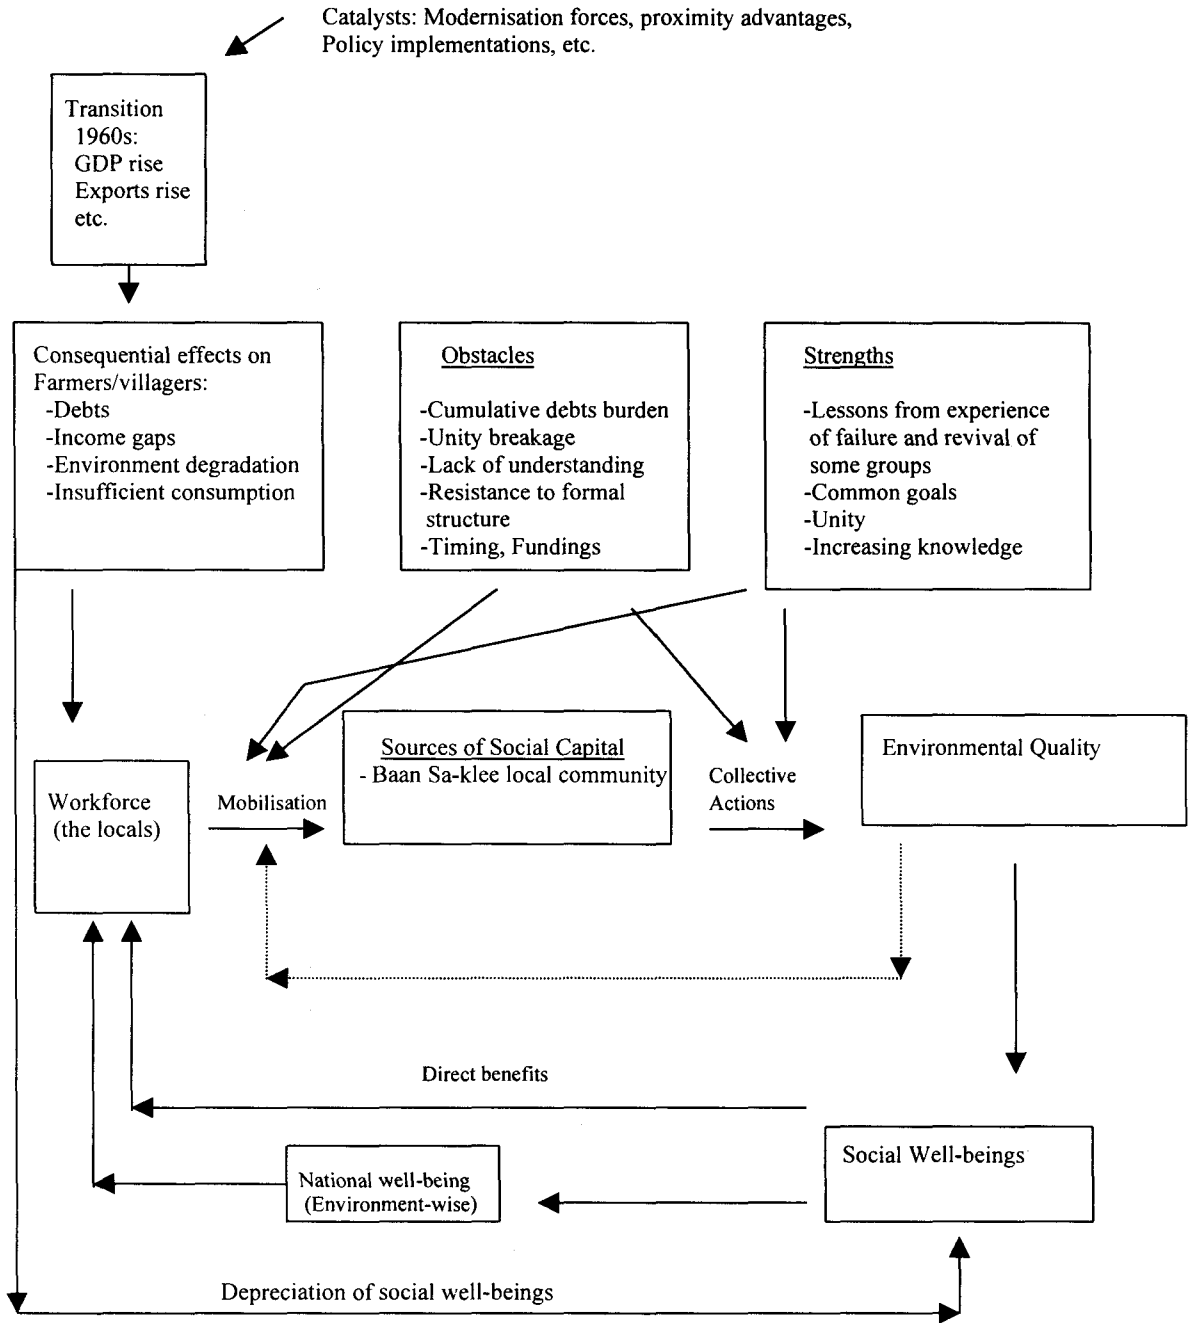 Catalysts: Modernisation forces, proximity advantages,
Policy implementations, etc.
Transition
1960s:
GDP rise
Exports rise
etc.
Consequential effects on
Farmers/villagers:
-Debts
-Income gaps
-Environment degradation
-Insufficient consumption
Obstacles
-Cumulative debts burden
-Unity breakage
-Lack of understanding
-Resistance to formal
structure
-Timing, Fundings
Strengths
-Lessons from experience
of failure and revival of
some groups
-Common goals
-Unity
-Increasing knowledge
Workforce
(the locals)
Mobilisation
Sources of Social Capital
- Baan Sa-klee local community
Collective
Actions
Environmental Quality
Direct benefits
National well-being
(Environment-wise)
Social Well-beings
Depreciation of social well-beings